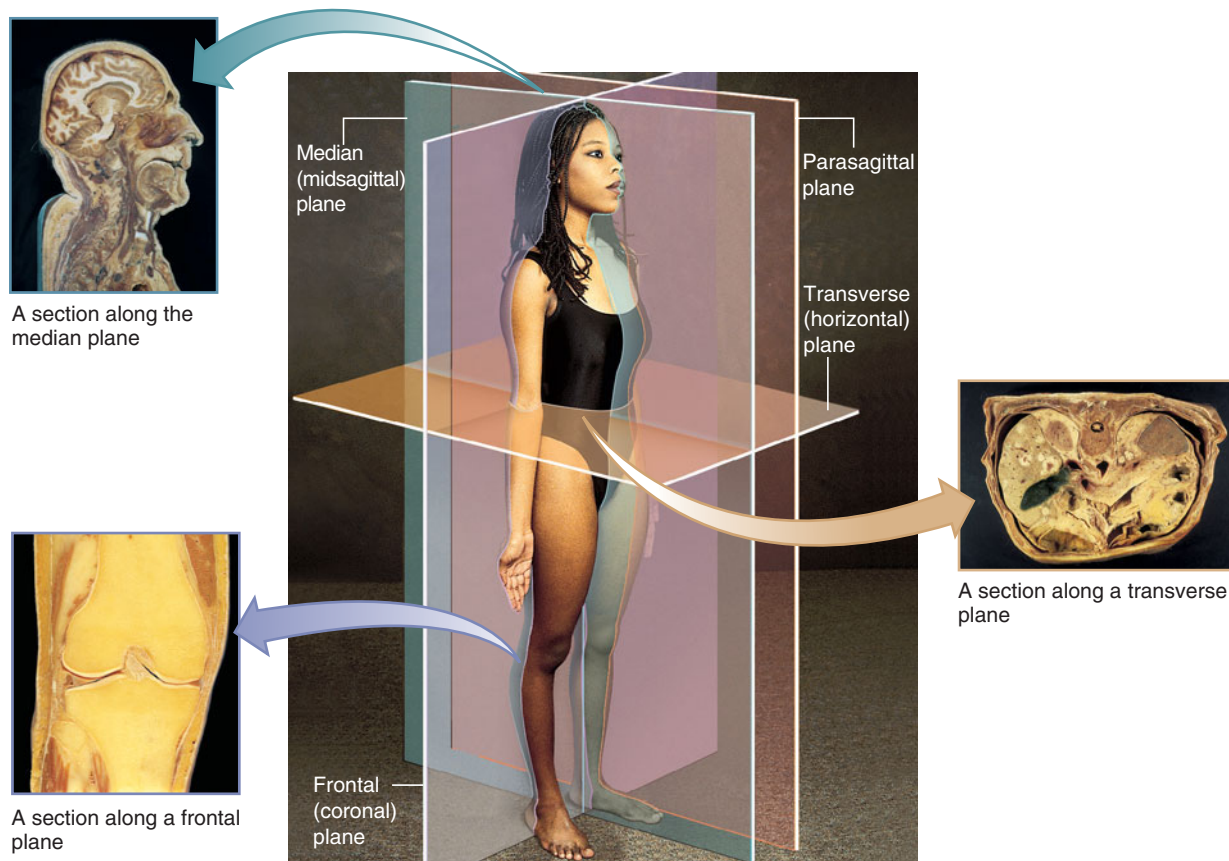 Median
(midsagittal)
plane
Parasagittal
plane
Transverse
(horizontal)
plane
A section along the
median plane
A section along a transverse
plane
Frontal
(coronal)
plane
A section along a frontal
plane